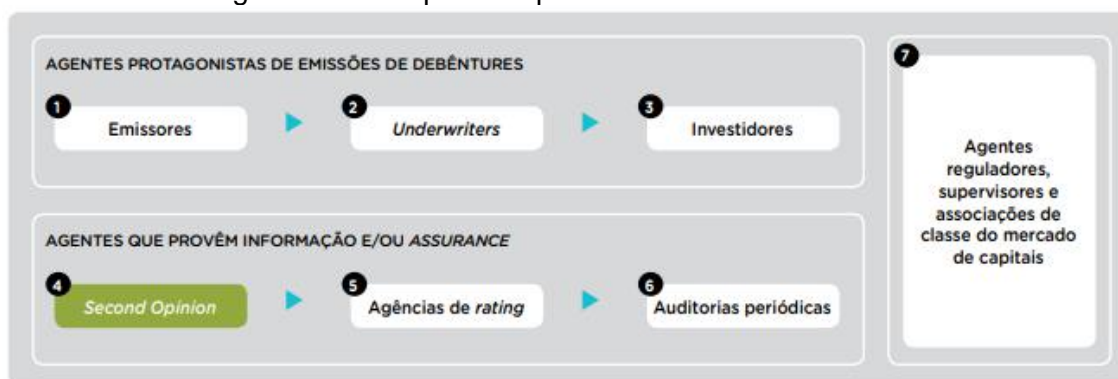 AGENTES PROTAGONISTAS DE EMISSÕES DE DEBÊNTURES
1
Emissores
2
Underwriters
3
Investidores
AGENTES QUE PROVÊM INFORMAÇÃO E/OU ASSURANCE
4
Second Opinion
5
Agências de rating
6
Auditorias periódicas
7
Agentes
reguladores,
supervisores e
associações de
classe do mercado
de capitais